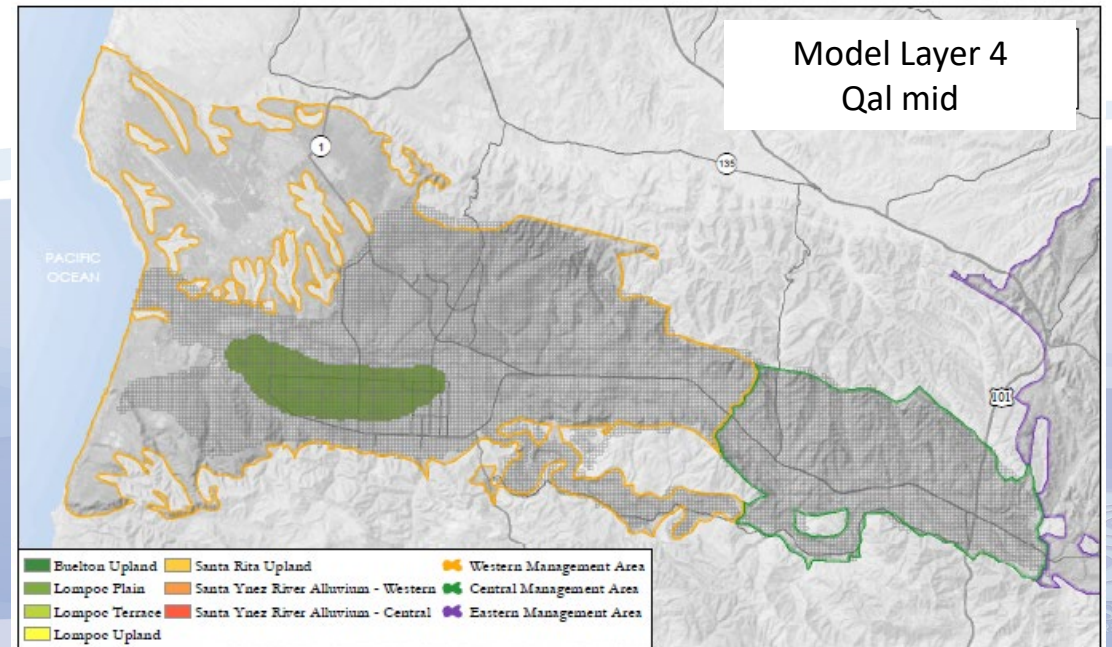 Model Layer 4
Qal mid
1
135
PACIFIC
OCEAN
101
Buelton Upland
Santa Rita Upland
Western Management Area
Lompoc Plain
Santa Ynez River Alluvium - Western
Central Management Area
Lompoc Terrace
Santa Ynez River Alluvium - Central
Eastern Management Area
Lompoc Upland